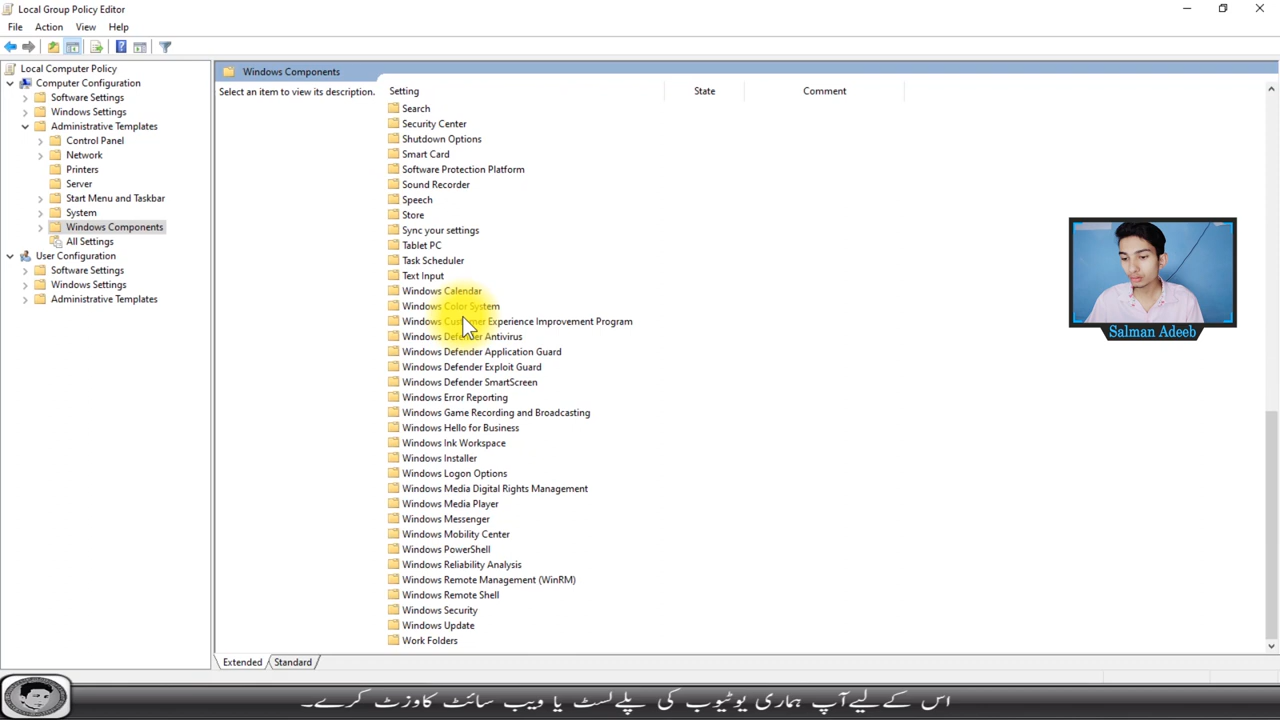 Local Group Policy Editor
File Action View Help
Local Computer Policy
Computer Configuration
Software Settings
Windows Settings
Administrative Templates
Control Panel
Network
Printers
Server
Start Menu and Taskbar
System
Windows Components
All Settings
User Configuration
Software Settings
Windows Settings
Administrative Templates
Windows Components
Select an item to view its description.
Setting State Comment
Search
Security Center
Shutdown Options
Smart Card
Software Protection Platform
Sound Recorder
Speech
Store
Sync your settings
Tablet PC
Task Scheduler
Text Input
Windows Calendar
Windows Color System
Windows Customer Experience Improvement Program
Windows Defender Antivirus
Windows Defender Application Guard
Windows Defender Exploit Guard
Windows Defender SmartScreen
Windows Error Reporting
Windows Game Recording and Broadcasting
Windows Hello for Business
Windows Ink Workspace
Windows Installer
Windows Logon Options
Windows Media Digital Rights Management
Windows Media Player
Windows Messenger
Windows Mobility Center
Windows PowerShell
Windows Reliability Analysis
Windows Remote Management (WinRM)
Windows Remote Shell
Windows Security
Windows Update
Work Folders
Extended Standard
Salman Adeeb
اس کے لیےآپ ہماری یوٹیوب کی پلےلسٹ یا ویب سائٹ کاوزٹ کرے۔